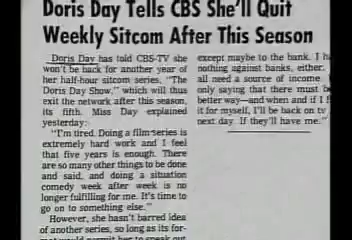 Doris Day Tells CBS She'll Quit
Weekly Sitcom After This Season
Doris Day has told CBS-TV she
won't be back for another year of
her half-hour sitcom series, "The
Doris Day Show," which will thus
exit the network after this season,
its fifth. Miss Day explained
yesterday:
"I'm tired. Doing a film series is
extremely hard work and I feel
that five years is enough. There
are so many other things to be done
and said, and doing a situation
comedy week after week is no
longer fulfilling for me. It's time to
go on to something else."
However, she hasn't barred idea
of another series, so long as its for-
mat would permit her to speak out
except maybe to the bank. I
nothing against banks, either.
all need a source of income.
only saying that there must
better way—and when and if I
it for myself, I'll be back on tv
next day. If they'll have me."